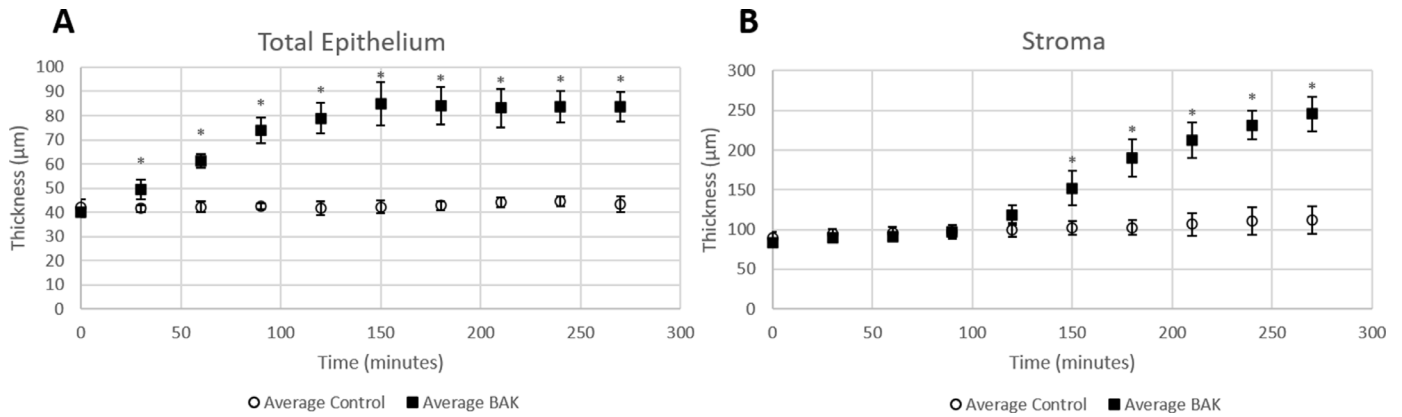 A
Total Epithelium
100
90
80
70
60
50
40
30
20
10
0
Thickness (µm)
* * * * * * * * *
0 50 100 150 200 250 300
Time (minutes)
Average Control Average BAK
B
Stroma
300
250
200
150
100
50
0
Thickness (µm)
* * * * *
0 50 100 150 200 250 300
Time (minutes)
Average Control Average BAK